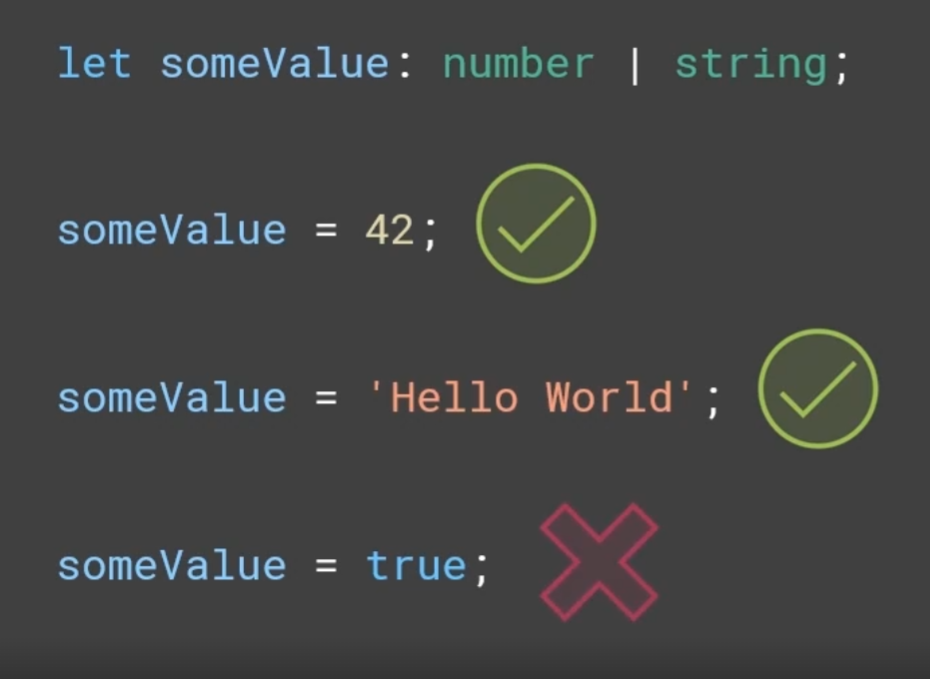 let someValue: number | string;
someValue = 42;
someValue = 'Hello World';
someValue = true;